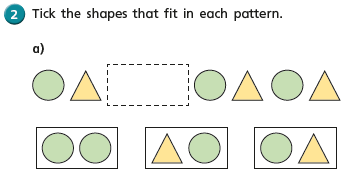 2 Tick the shapes that fit in each pattern.
a)